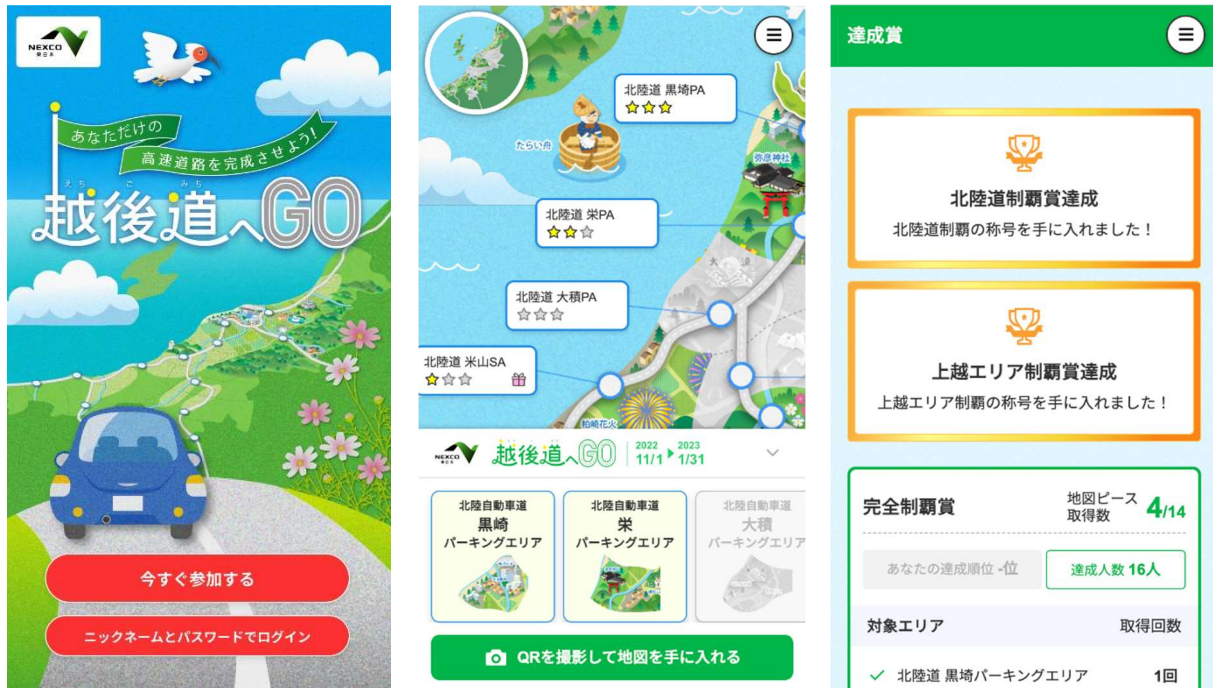 NEXCO
東日本
あなただけの
高速道路を完成させよう!
えち ご みち
越後道へGO
今すぐ参加する
ニックネームとパスワードでログイン
北陸道 黒埼PA
たらい舟
弥彦神社
北陸道 栄PA
大 積
北陸道 大積PA
北陸道 米山SA
柏崎花火
NEXCO
東日本
越後道へGO
2022 2023
11/1 1/31
北陸自動車道
黒崎
パーキングエリア
北陸自動車道
栄
パーキングエリア
北陸自動車道
大積
パーキングエリア
QRを撮影して地図を手に入れる
達成賞
北陸道制覇賞達成
北陸道制覇の称号を手に入れました!
上越エリア制覇賞達成
上越エリア制覇の称号を手に入れました!
完全制覇賞
地図ピース
取得数
4/14
あなたの達成順位 -位
達成人数 16人
対象エリア
取得回数
北陸道 黒埼パーキングエリア
1回